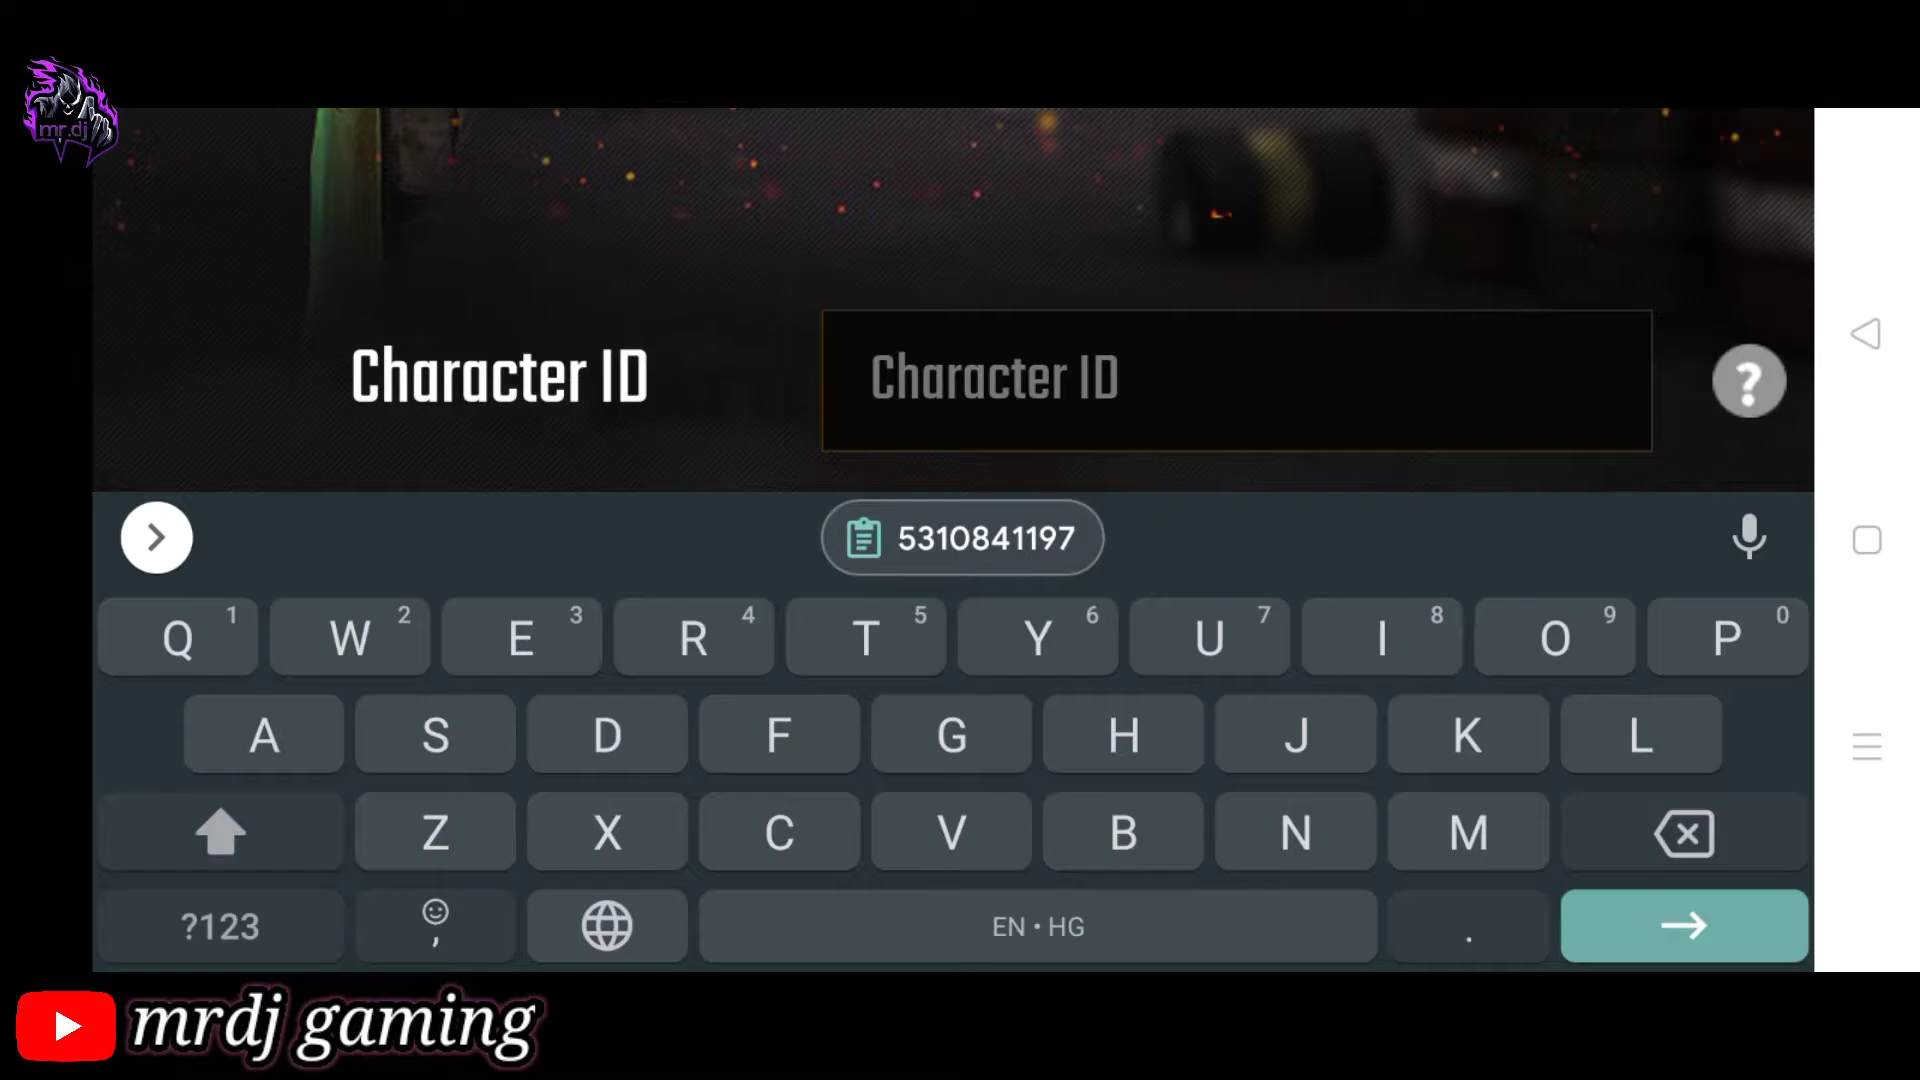 mr.dj
Character ID
Character ID
?
5310841197
Q 1 W 2 E 3 R 4 T 5 Y 6 U 7 I 8 O 9 P 0
A S D F G H J K L
Z X C V B N M
?123 , EN • HG .
mrdj gaming